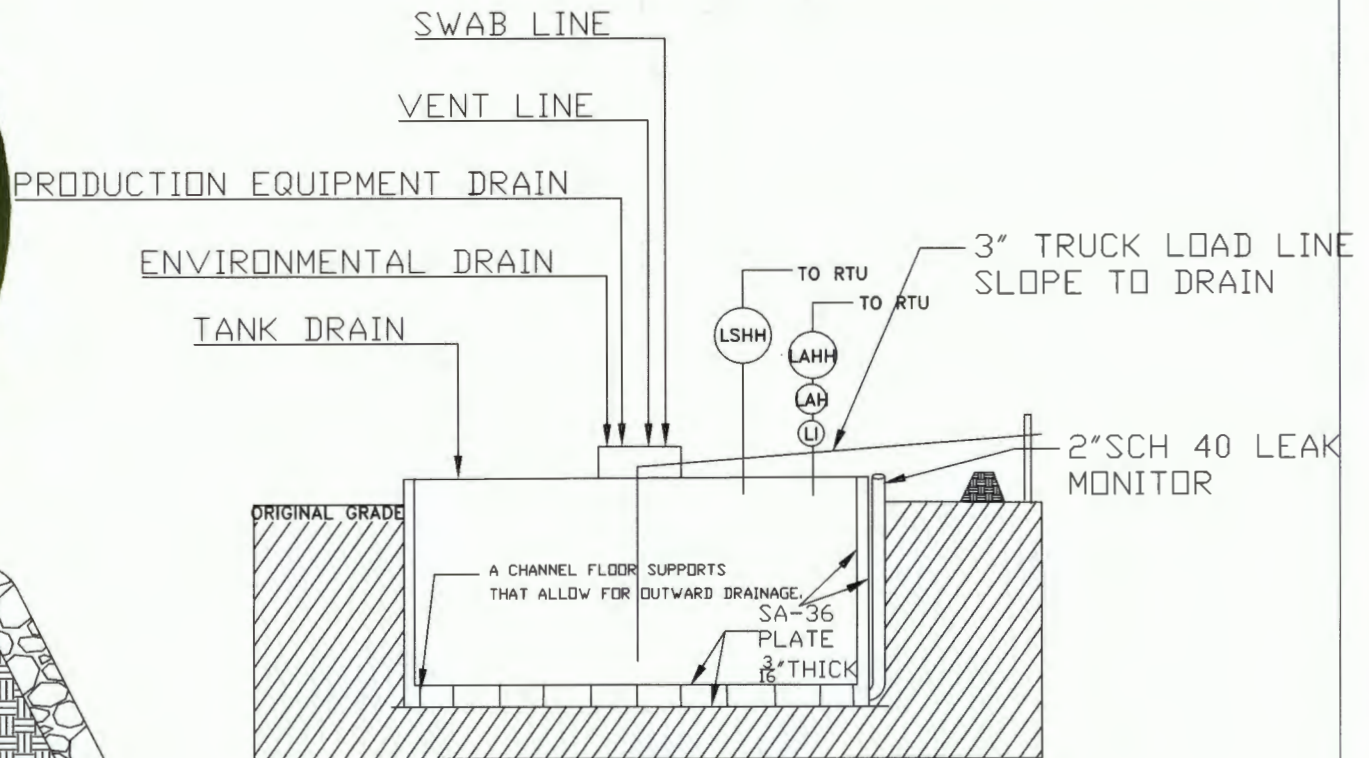 SWAB LINE
VENT LINE
PRODUCTION EQUIPMENT DRAIN
ENVIRONMENTAL DRAIN
TANK DRAIN
TO RTU
TO RTU
3" TRUCK LOAD LINE
SLOPE TO DRAIN
LSHH
LAHH
LAH
LI
2"SCH 40 LEAK
MONITOR
ORIGINAL GRADE
A CHANNEL FLOOR SUPPORTS
THAT ALLOW FOR OUTWARD DRAINAGE.
SA-36
PLATE
3/16"THICK